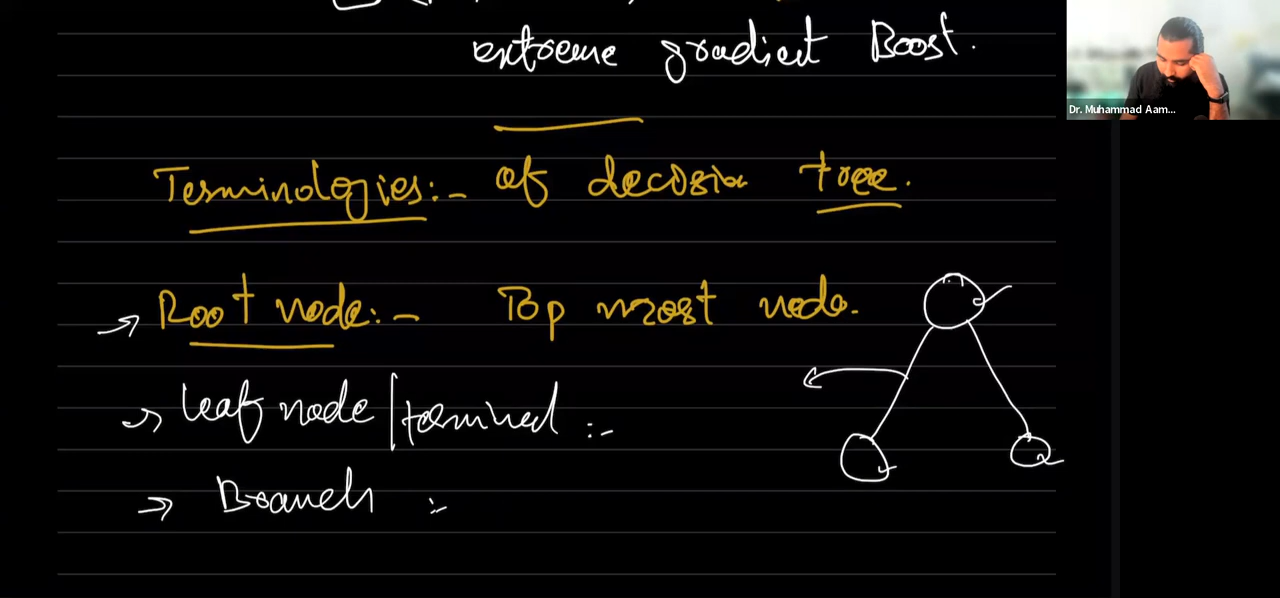 extreme gradient Boost.
Dr. Muhammad Aam...
Terminologies:- of decision tree.
→ Root node:- Top most node.
→ leaf node/terminal :-
→ Branch :-